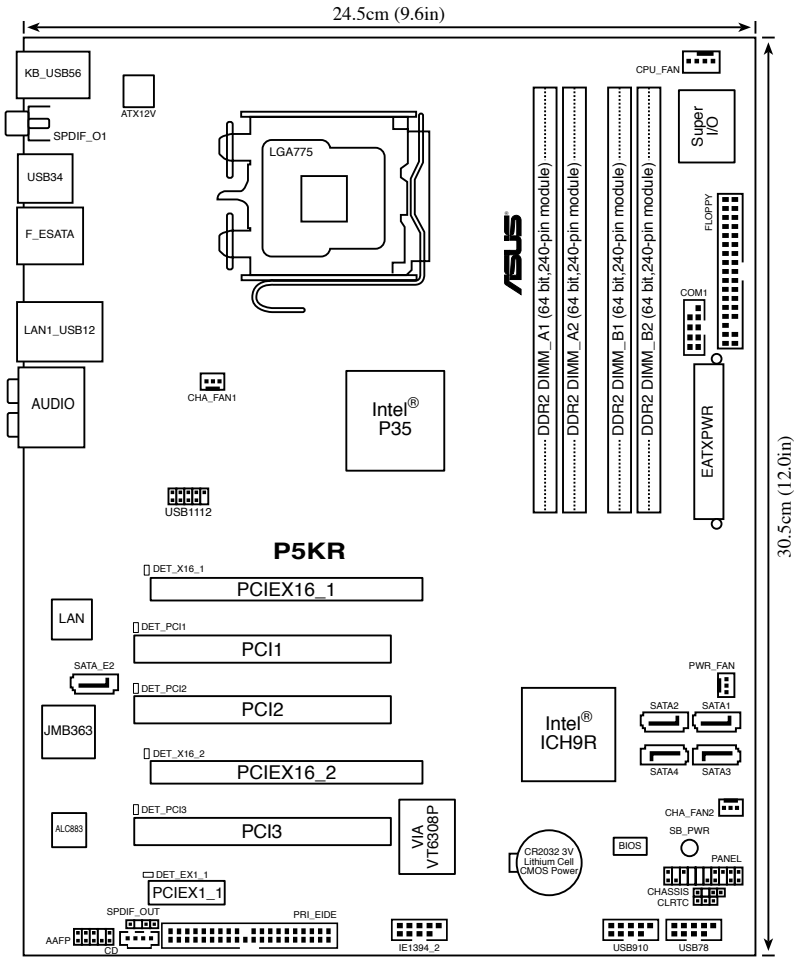 24.5cm (9.6in)
KB_USB56
ATX12V
CPU_FAN
SPDIF_O1
Super
I/O
LGA775
USB34
F_ESATA
ASUS
DDR2 DIMM_A1 (64 bit,240-pin module)
DDR2 DIMM_A2 (64 bit,240-pin module)
DDR2 DIMM_B1 (64 bit,240-pin module)
DDR2 DIMM_B2 (64 bit,240-pin module)
FLOPPY
COM1
LAN1_USB12
AUDIO
CHA_FAN1
Intel®
P35
EATXPWR
30.5cm (12.0in)
USB1112
P5KR
DET_X16_1
PCIEX16_1
LAN
DET_PCI1
PCI1
SATA_E2
PWR_FAN
DET_PCI2
PCI2
JMB363
Intel®
ICH9R
SATA2
SATA1
SATA4
SATA3
DET_X16_2
PCIEX16_2
DET_PCI3
PCI3
ALC883
VIA
VT6308P
CR2032 3V
Lithium Cell
CMOS Power
BIOS
CHA_FAN2
SB_PWR
PANEL
DET_EX1_1
PCIEX1_1
CHASSIS
CLRTC
SPDIF_OUT
PRI_EIDE
AAFP
CD
IE1394_2
USB910
USB78